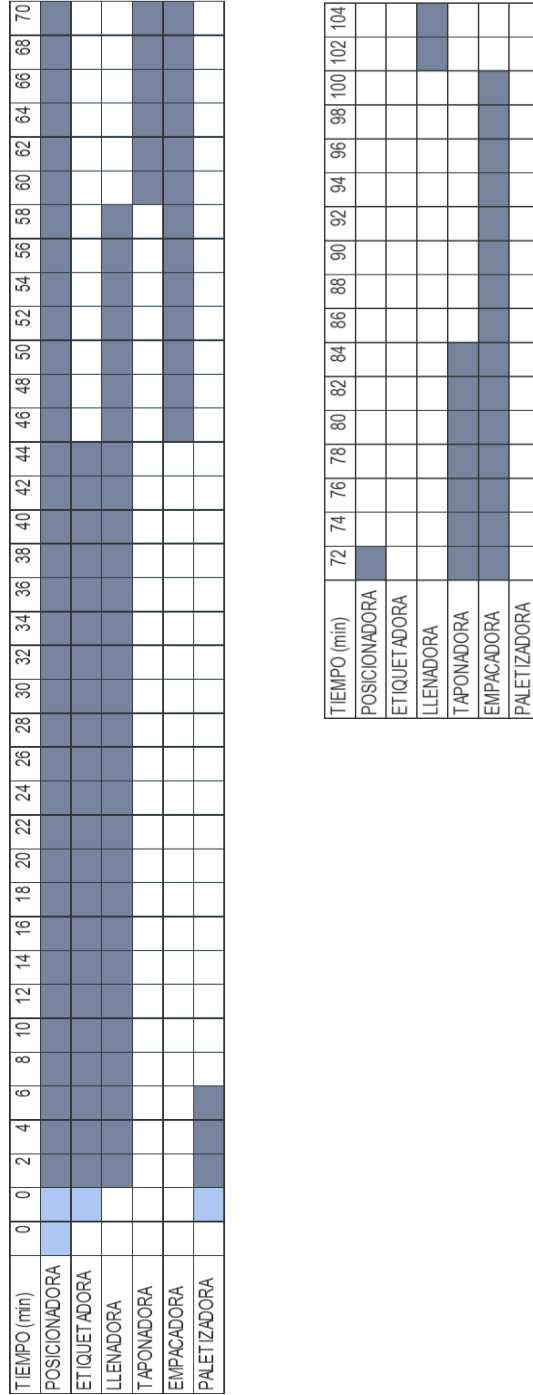 TIEMPO (min) 0 0 2 4 6 8 10 12 14 16 18 20 22 24 26 28 30 32 34 36 38 40 42 44 46 48 50 52 54 56 58 60 62 64 66 68 70
POSICIONADORA
ETIQUETADORA
LLENADORA
TAPONADORA
EMPACADORA
PALETIZADORA
TIEMPO (min) 72 74 76 78 80 82 84 86 88 90 92 94 96 98 100 102 104
POSICIONADORA
ETIQUETADORA
LLENADORA
TAPONADORA
EMPACADORA
PALETIZADORA